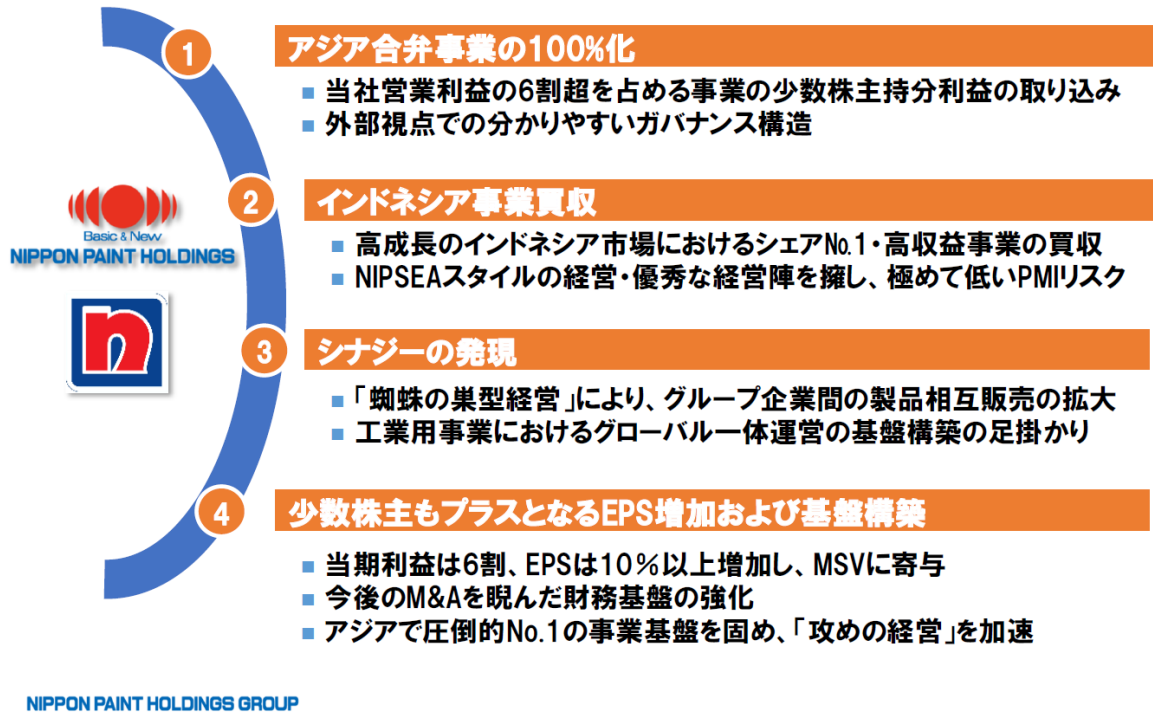 1
アジア合弁事業の100%化
■ 当社営業利益の6割超を占める事業の少数株主持分利益の取り込み
■ 外部視点での分かりやすいガバナンス構造
Basic & New
NIPPON PAINT HOLDINGS
n
2
インドネシア事業買収
■ 高成長のインドネシア市場におけるシェア№1・高収益事業の買収
■ NIPSEAスタイルの経営・優秀な経営陣を擁し、極めて低いPMIリスク
3
シナジーの発現
■ 「蜘蛛の巣型経営」により、グループ企業間の製品相互販売の拡大
■ 工業用事業におけるグローバル一体運営の基盤構築の足掛かり
4
少数株主もプラスとなるEPS増加および基盤構築
■ 当期利益は6割、EPSは10%以上増加し、MSVに寄与
■ 今後のM&Aを睨んだ財務基盤の強化
■ アジアで圧倒的No.1の事業基盤を固め、「攻めの経営」を加速
NIPPON PAINT HOLDINGS GROUP